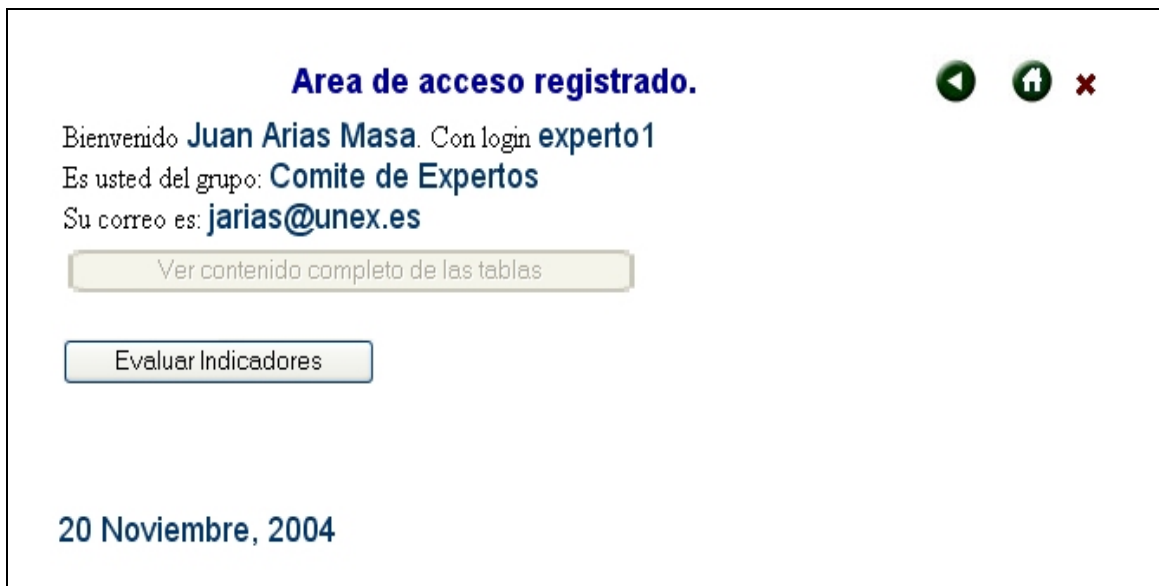 Area de acceso registrado.
Bienvenido Juan Arias Masa. Con login experto1
Es usted del grupo: Comite de Expertos
Su correo es: jarias@unex.es
Ver contenido completo de las tablas
Evaluar Indicadores
20 Noviembre, 2004